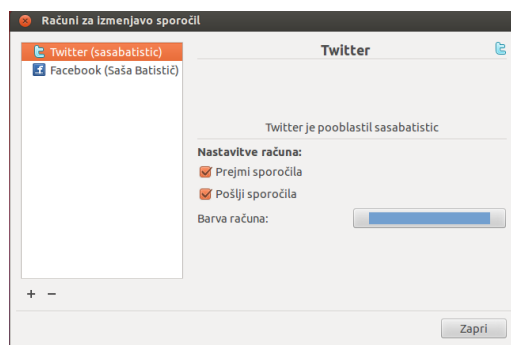 Računi za izmenjavo sporočil
Twitter (sasabatistic)
Facebook (Saša Batistič)
Twitter
Twitter je pooblastil sasabatistic
Nastavitve računa:
Prejmi sporočila
Pošlji sporočila
Barva računa:
+ −
Zapri